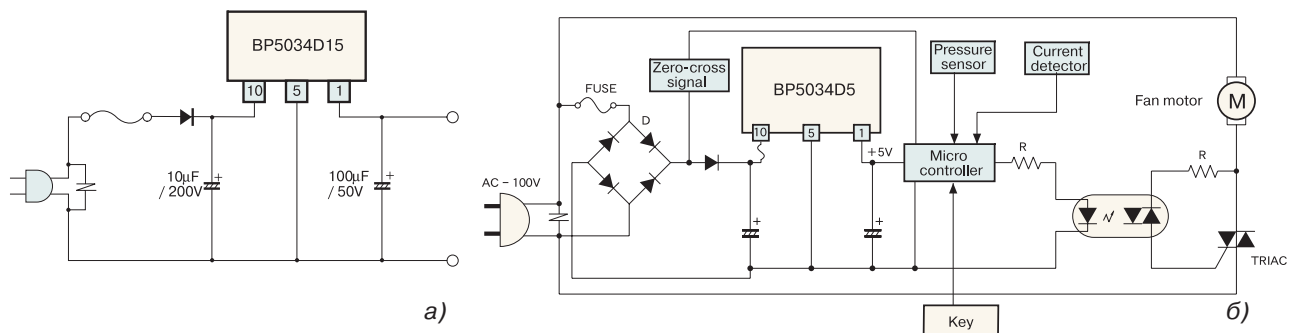 BP5034D15
10
5
1
10µF
/ 200V
+
100µF
/ 50V
+
а)
BP5034D5
10
5
1
Zero-cross
signal
Pressure
sensor
Current
detector
FUSE
D
AC – 100V
+
+
+5V
Micro
controller
R
R
Fan motor
M
TRIAC
Key
б)